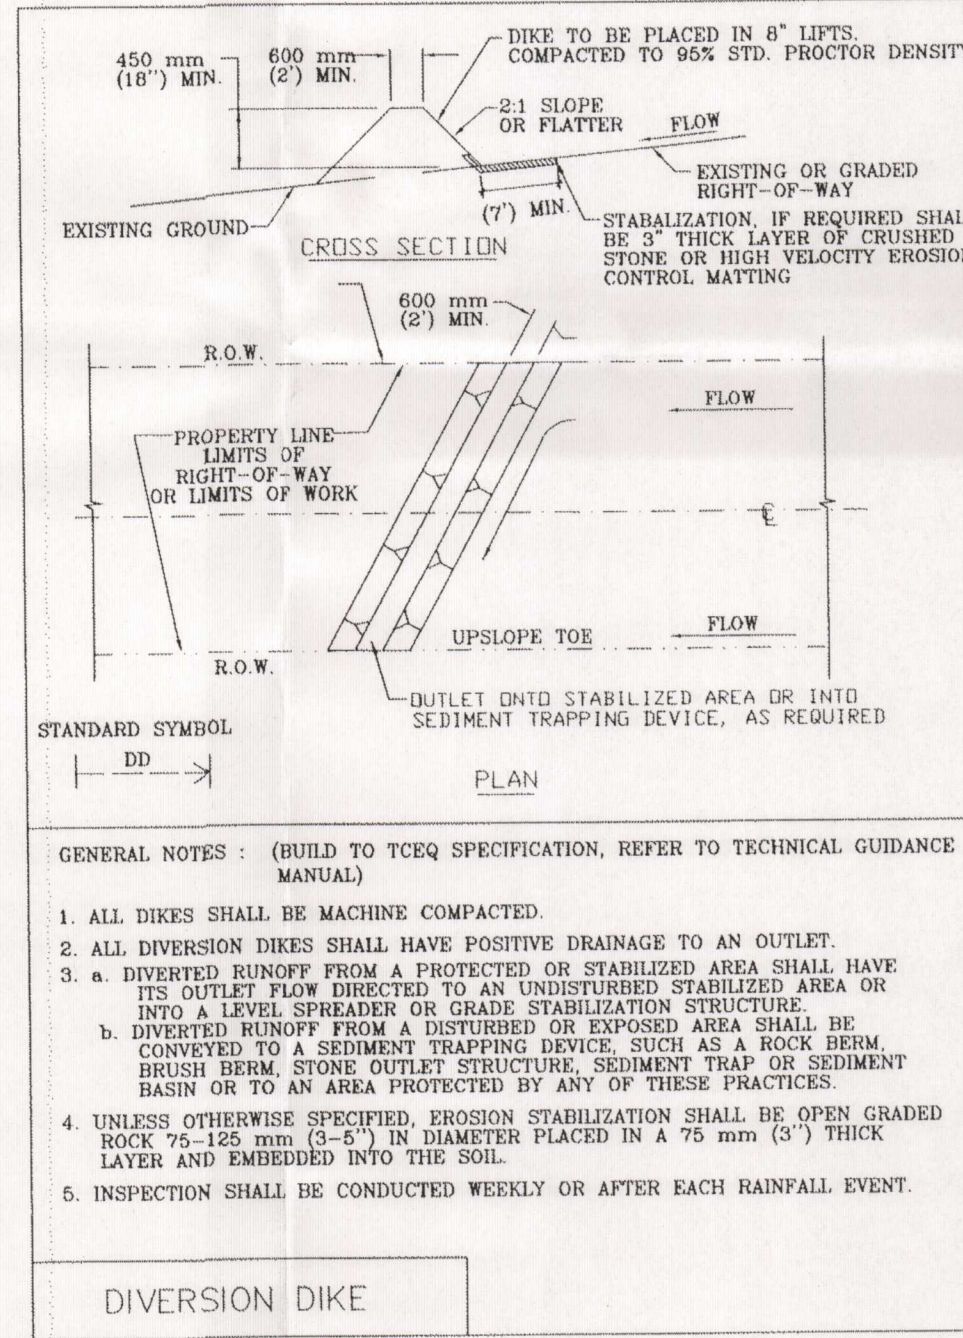 DIKE TO BE PLACED IN 8" LIFTS.
COMPACTED TO 95% STD. PROCTOR DENSIT
450 mm
(18") MIN.
600 mm
(2') MIN.
2:1 SLOPE
OR FLATTER
FLOW
EXISTING OR GRADED
RIGHT-OF-WAY
(7') MIN.
EXISTING GROUND
STABALIZATION, IF REQUIRED SHAL
BE 3" THICK LAYER OF CRUSHED
STONE OR HIGH VELOCITY EROSIO
CONTROL MATTING
CROSS SECTION
600 mm
(2') MIN.
R.O.W.
FLOW
PROPERTY LINE
LIMITS OF
RIGHT-OF-WAY
OR LIMITS OF WORK
CL
FLOW
UPSLOPE TOE
R.O.W.
OUTLET ONTO STABILIZED AREA OR INTO
SEDIMENT TRAPPING DEVICE, AS REQUIRED
STANDARD SYMBOL
DD
PLAN
GENERAL NOTES : (BUILD TO TCEQ SPECIFICATION, REFER TO TECHNICAL GUIDANCE
MANUAL)
1. ALL DIKES SHALL BE MACHINE COMPACTED.
2. ALL DIVERSION DIKES SHALL HAVE POSITIVE DRAINAGE TO AN OUTLET.
3. a. DIVERTED RUNOFF FROM A PROTECTED OR STABILIZED AREA SHALL HAVE
ITS OUTLET FLOW DIRECTED TO AN UNDISTURBED STABILIZED AREA OR
INTO A LEVEL SPREADER OR GRADE STABILIZATION STRUCTURE.
b. DIVERTED RUNOFF FROM A DISTURBED OR EXPOSED AREA SHALL BE
CONVEYED TO A SEDIMENT TRAPPING DEVICE, SUCH AS A ROCK BERM,
BRUSH BERM, STONE OUTLET STRUCTURE, SEDIMENT TRAP OR SEDIMENT
BASIN OR TO AN AREA PROTECTED BY ANY OF THESE PRACTICES.
4. UNLESS OTHERWISE SPECIFIED, EROSION STABILIZATION SHALL BE OPEN GRADED
ROCK 75-125 mm (3-5") IN DIAMETER PLACED IN A 75 mm (3") THICK
LAYER AND EMBEDDED INTO THE SOIL.
5. INSPECTION SHALL BE CONDUCTED WEEKLY OR AFTER EACH RAINFALL EVENT.
DIVERSION DIKE